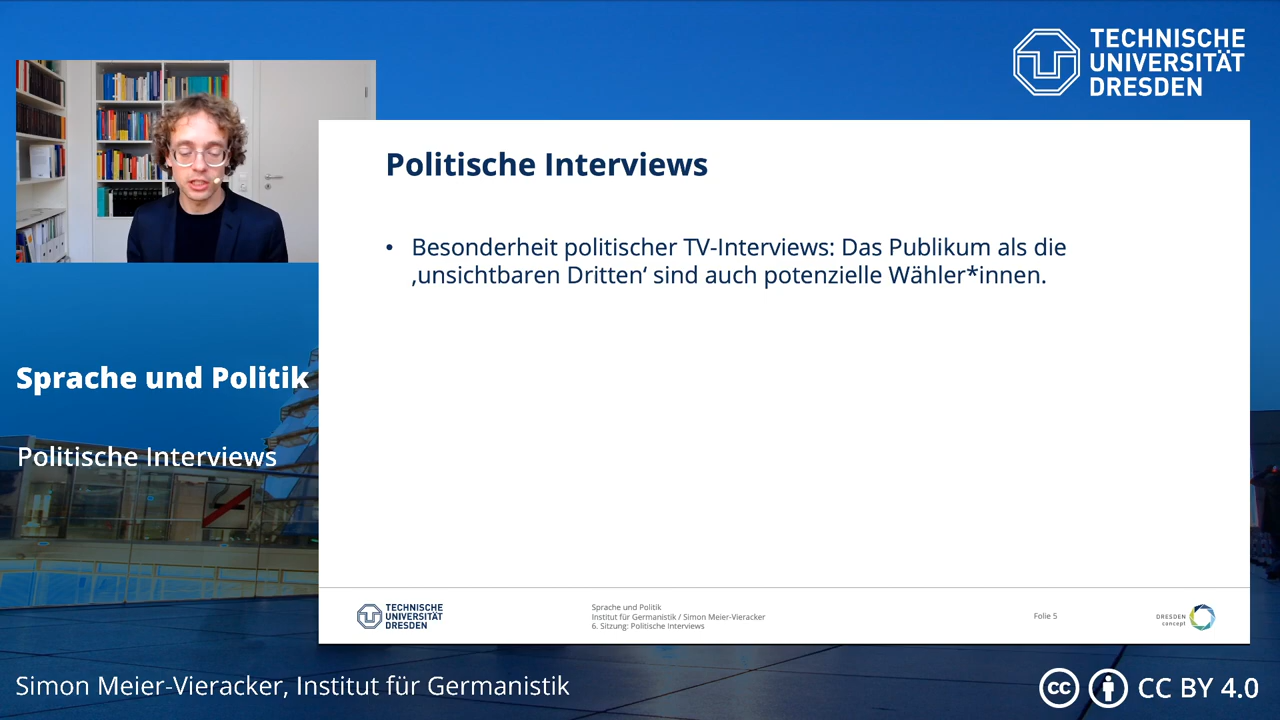 TECHNISCHE
UNIVERSITÄT
DRESDEN
Politische Interviews
• Besonderheit politischer TV-Interviews: Das Publikum als die
‚unsichtbaren Dritten‘ sind auch potenzielle Wähler*innen.
Sprache und Politik
Politische Interviews
TECHNISCHE
UNIVERSITÄT
DRESDEN
Sprache und Politik
Institut für Germanistik / Simon Meier-Vieracker
6. Sitzung: Politische Interviews
Folie 5
DRESDEN
concept
Simon Meier-Vieracker, Institut für Germanistik
cc CC BY 4.0